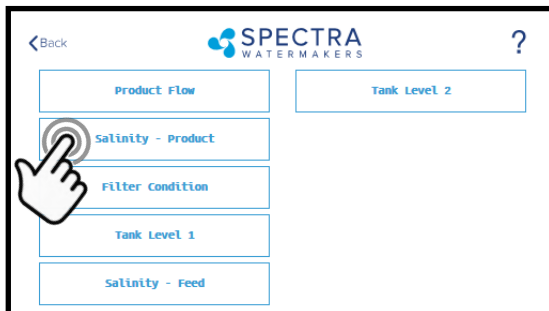 Back
SPECTRA
WATERMAKERS
?
Product Flow
Tank Level 2
Salinity - Product
Filter Condition
Tank Level 1
Salinity - Feed